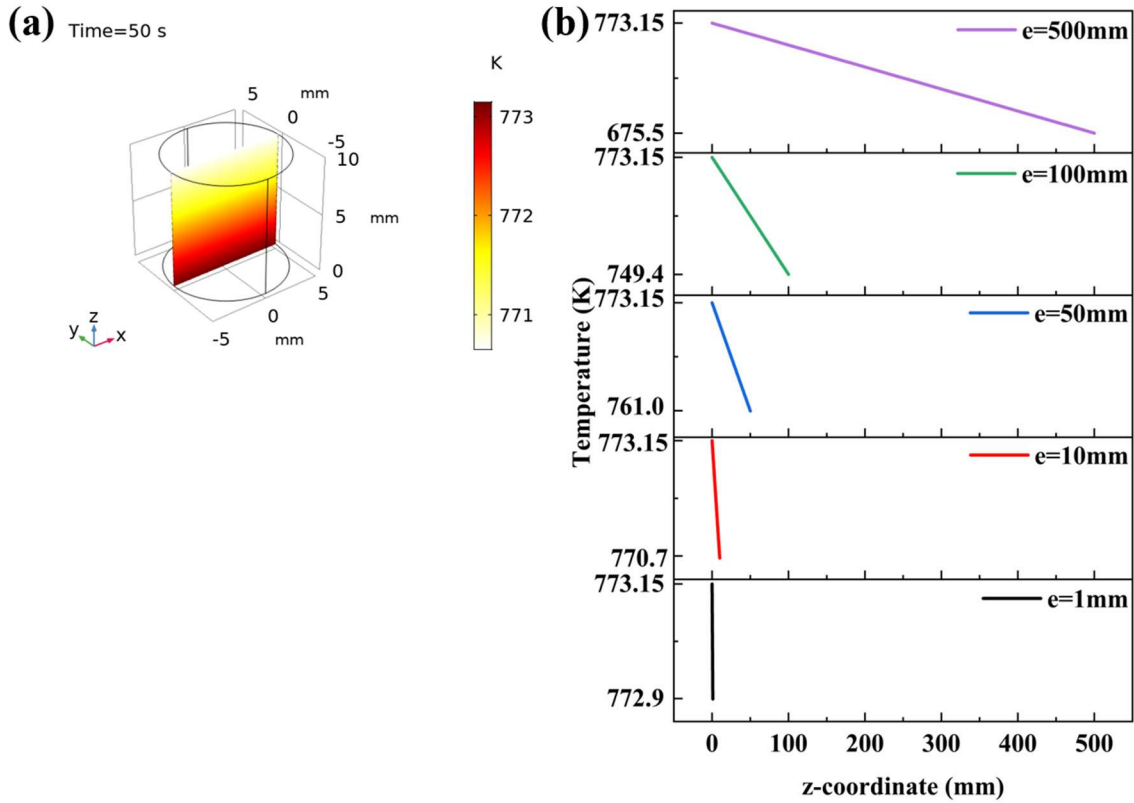 (a) Time=50 s
K
5
mm
0
-5
10
5
mm
0
5
0
mm
-5
773
772
771
z
y
x
(b)
773.15
e=500mm
675.5
773.15
e=100mm
749.4
773.15
e=50mm
761.0
773.15
e=10mm
770.7
773.15
e=1mm
772.9
Temperature (K)
0 100 200 300 400 500
z-coordinate (mm)